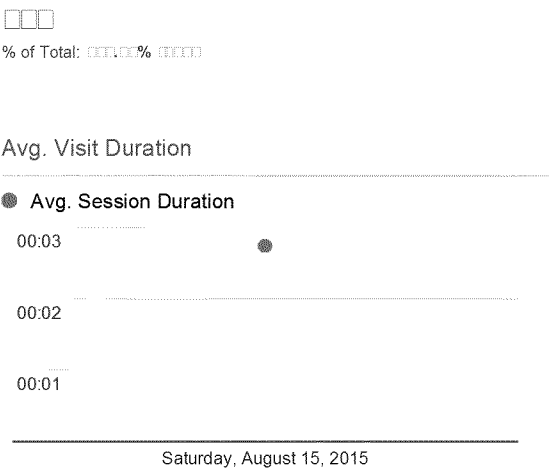 % of Total: %
Avg. Visit Duration
Avg. Session Duration
00:03
00:02
00:01
Saturday, August 15, 2015